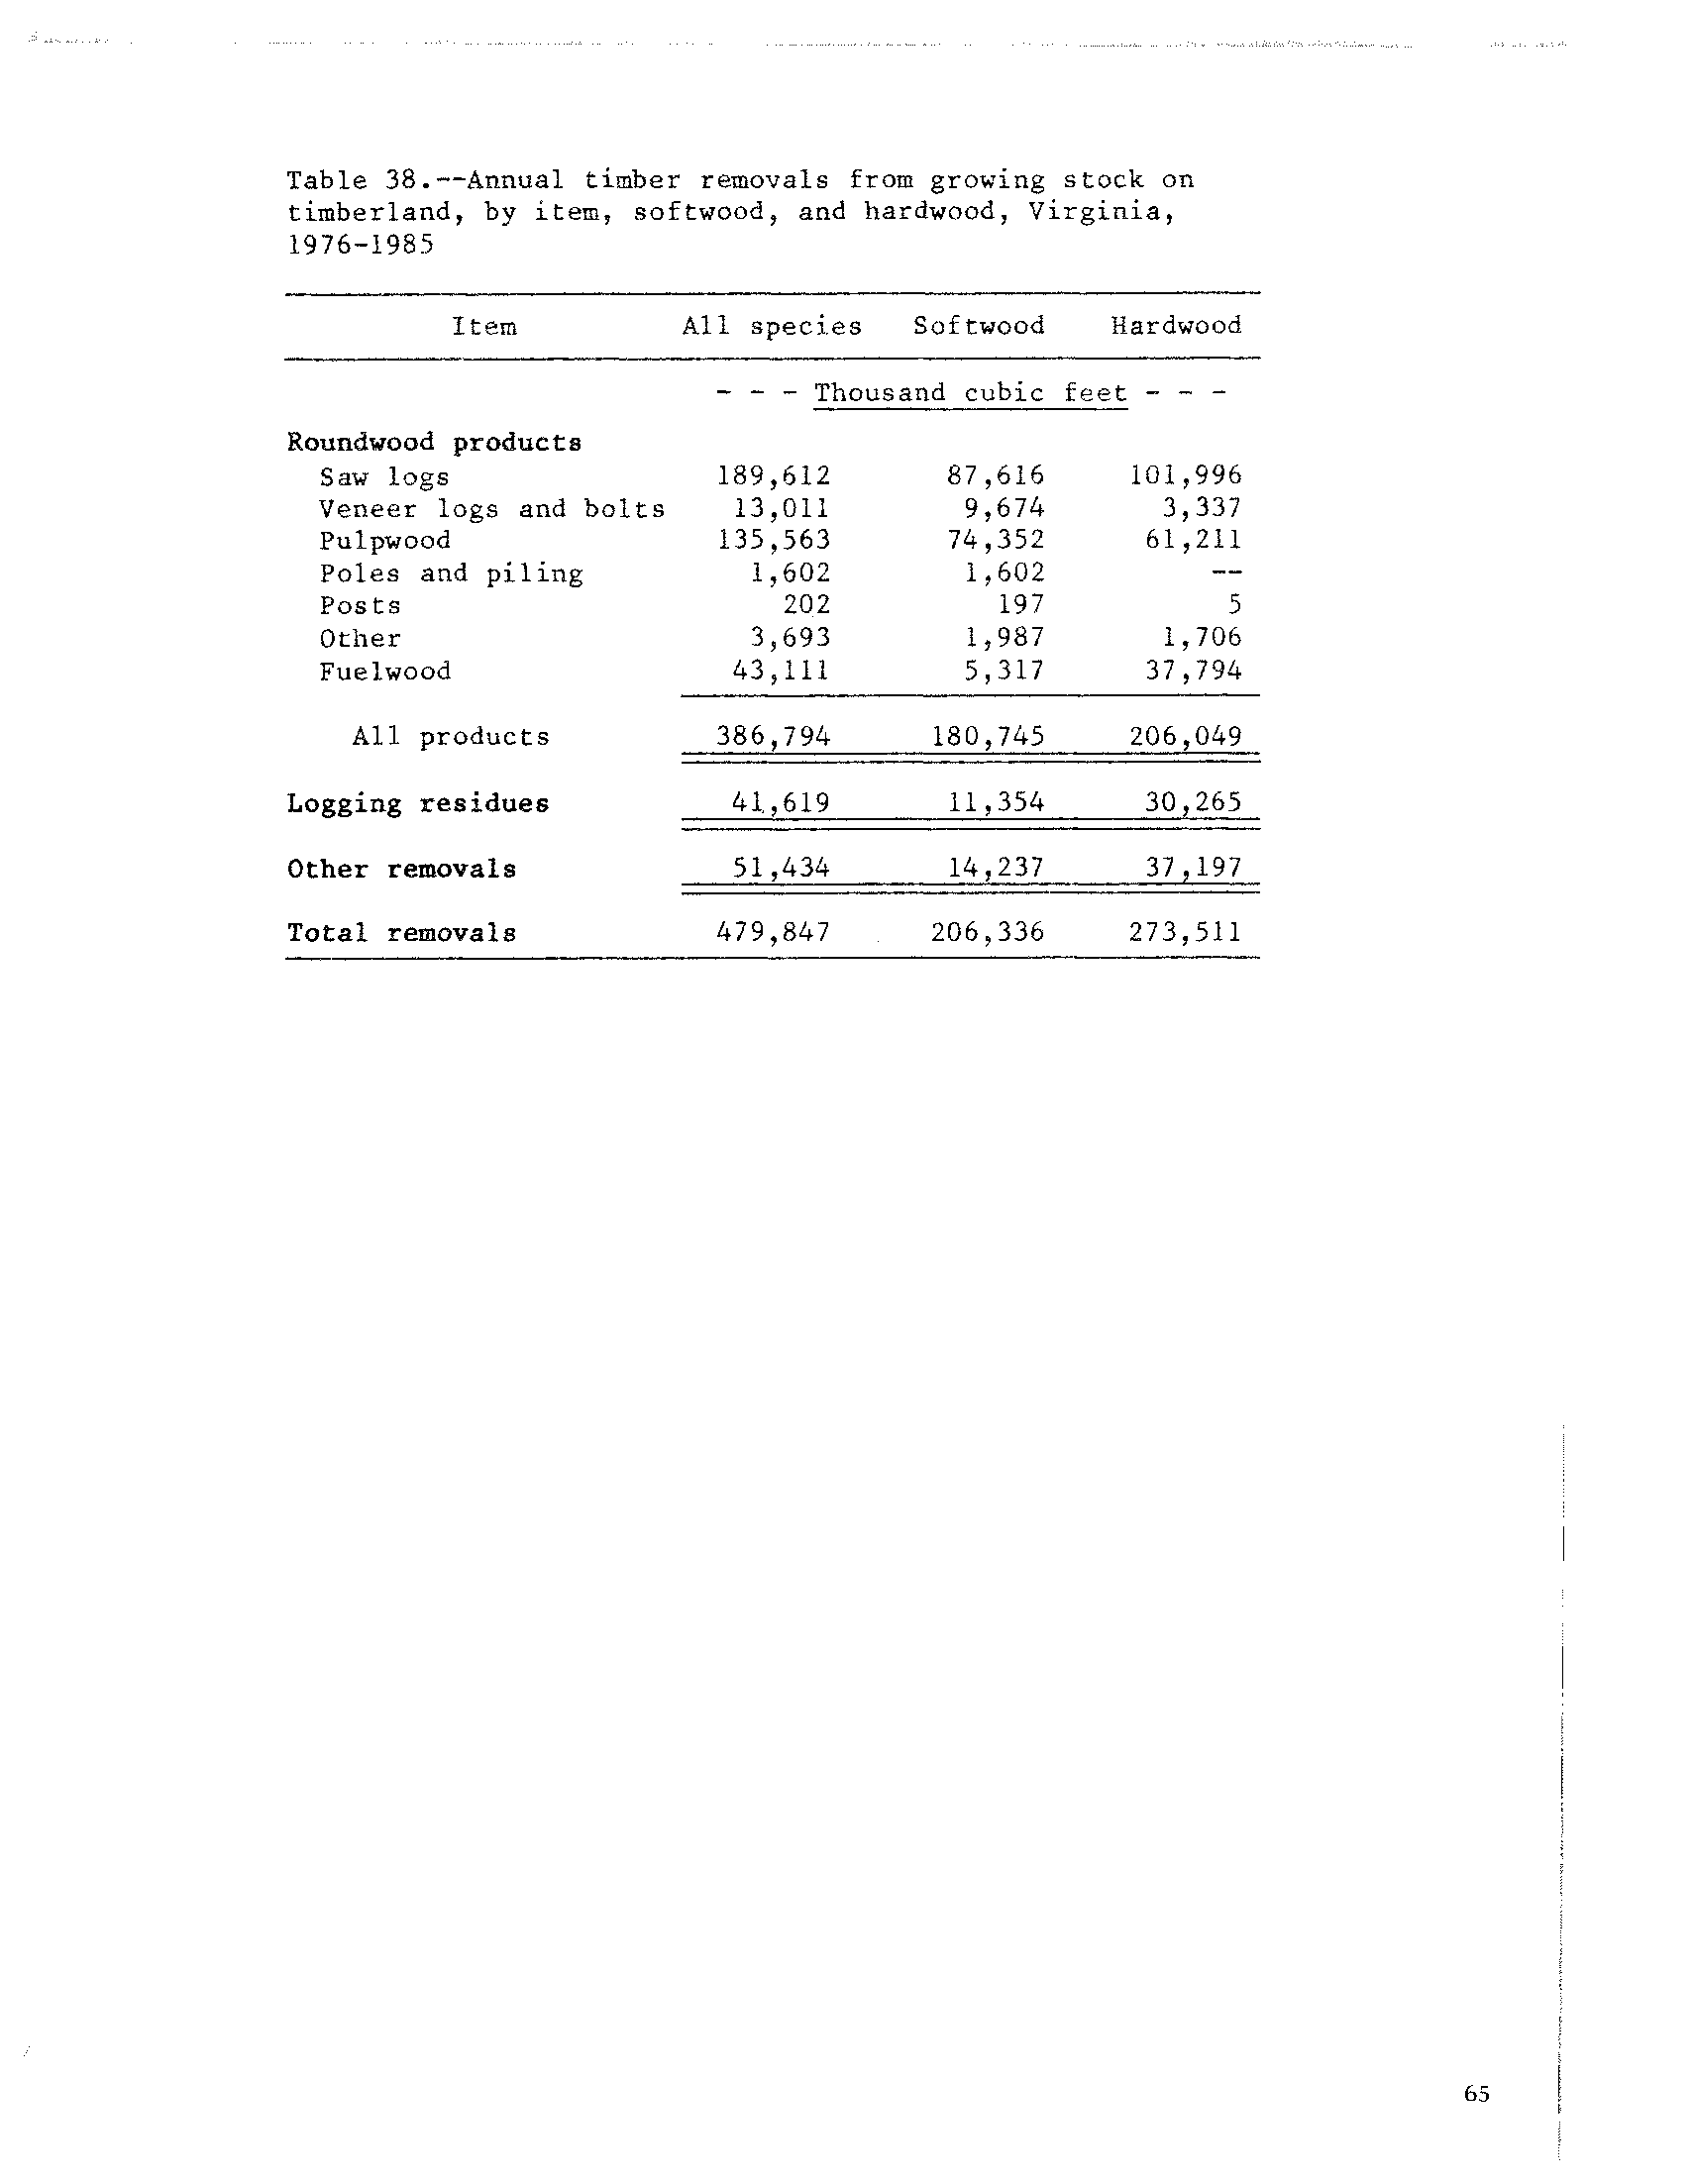 Table 38.--Annual timber removals from growing stock on
timberland, by item, softwood, and hardwood, Virginia,
1976-1985
Item All species Softwood Hardwood
- - - Thousand cubic feet - - -
Roundwood products
Saw logs 189,612 87,616 101,996
Veneer logs and bolts 13,011 9,674 3,337
Pulpwood 135,563 74,352 61,211
Poles and piling 1,602 1,602 --
Posts 202 197 5
Other 3,693 1,987 1,706
Fuelwood 43,111 5,317 37,794
All products 386,794 180,745 206,049
Logging residues 41,619 11,354 30,265
Other removals 51,434 14,237 37,197
Total removals 479,847 206,336 273,511
65